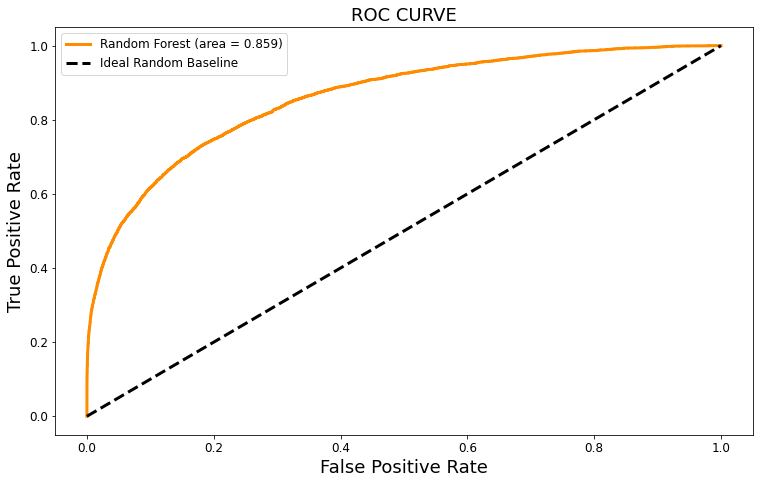 ROC CURVE
Random Forest (area = 0.859)
Ideal Random Baseline
True Positive Rate
1.0
0.8
0.6
0.4
0.2
0.0
0.0 0.2 0.4 0.6 0.8 1.0
False Positive Rate